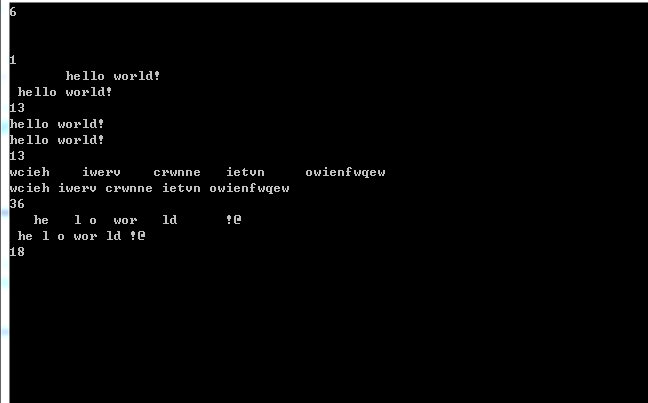 6
1
       hello world!
 hello world!
13
hello world!
hello world!
13
wcieh    iwerv    crwnne   ietvn     owienfwqew
wcieh iwerv crwnne ietvn owienfwqew
36
   he   l o  wor   ld      !@
 he l o wor ld !@
18